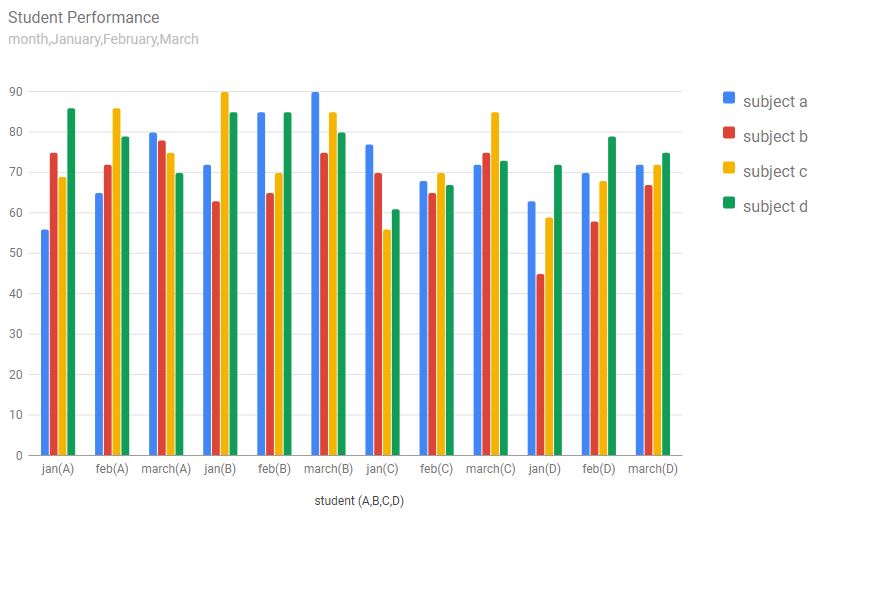 Student Performance
month,January,February,March
90
80
70
60
50
40
30
20
10
0
jan(A) feb(A) march(A) jan(B) feb(B) march(B) jan(C) feb(C) march(C) jan(D) feb(D) march(D)
student (A,B,C,D)
subject a
subject b
subject c
subject d